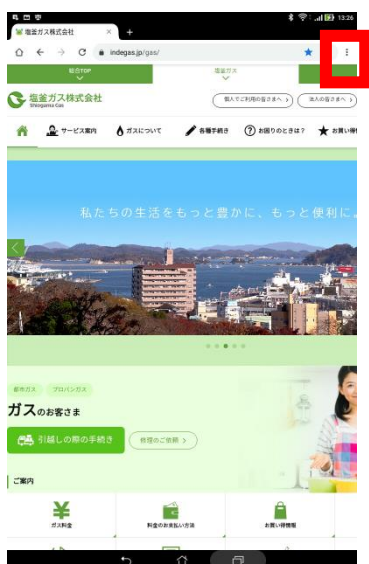 13:26
塩釜ガス株式会社
indegas.jp/gas/
総合TOP
塩釜ガス
塩釜ガス株式会社
Shiogama Gas
個人でご利用の皆さまへ
法人の皆さまへ
サービス案内
ガスについて
各種手続き
お困りのときは?
お買い得
私たちの生活をもっと豊かに、もっと便利に。
都市ガス
プロパンガス
ガスのお客さま
引越しの際の手続き
修理のご依頼
ご案内
ガス料金
料金のお支払い方法
お買い得情報